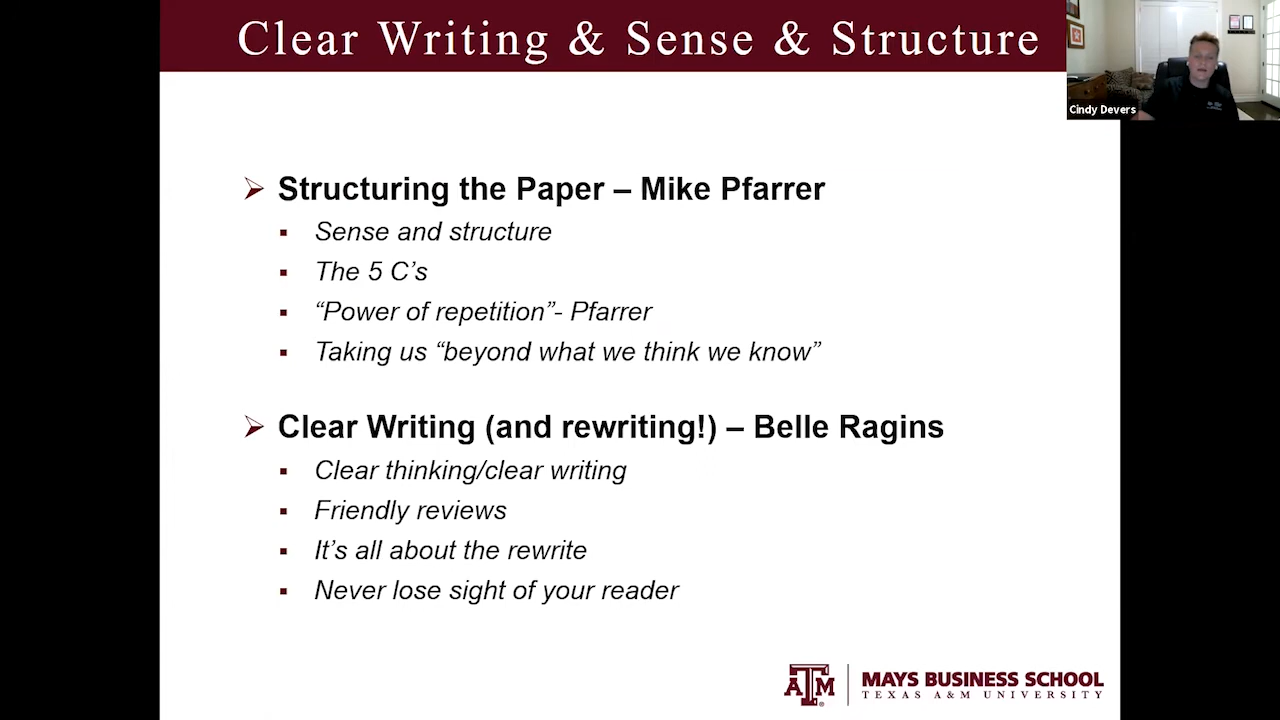 Clear Writing & Sense & Structure
Cindy Devers
Structuring the Paper – Mike Pfarrer
Sense and structure
The 5 C’s
“Power of repetition”- Pfarrer
Taking us “beyond what we think we know”
Clear Writing (and rewriting!) – Belle Ragins
Clear thinking/clear writing
Friendly reviews
It’s all about the rewrite
Never lose sight of your reader
ATM MAYS BUSINESS SCHOOL
TEXAS A&M UNIVERSITY